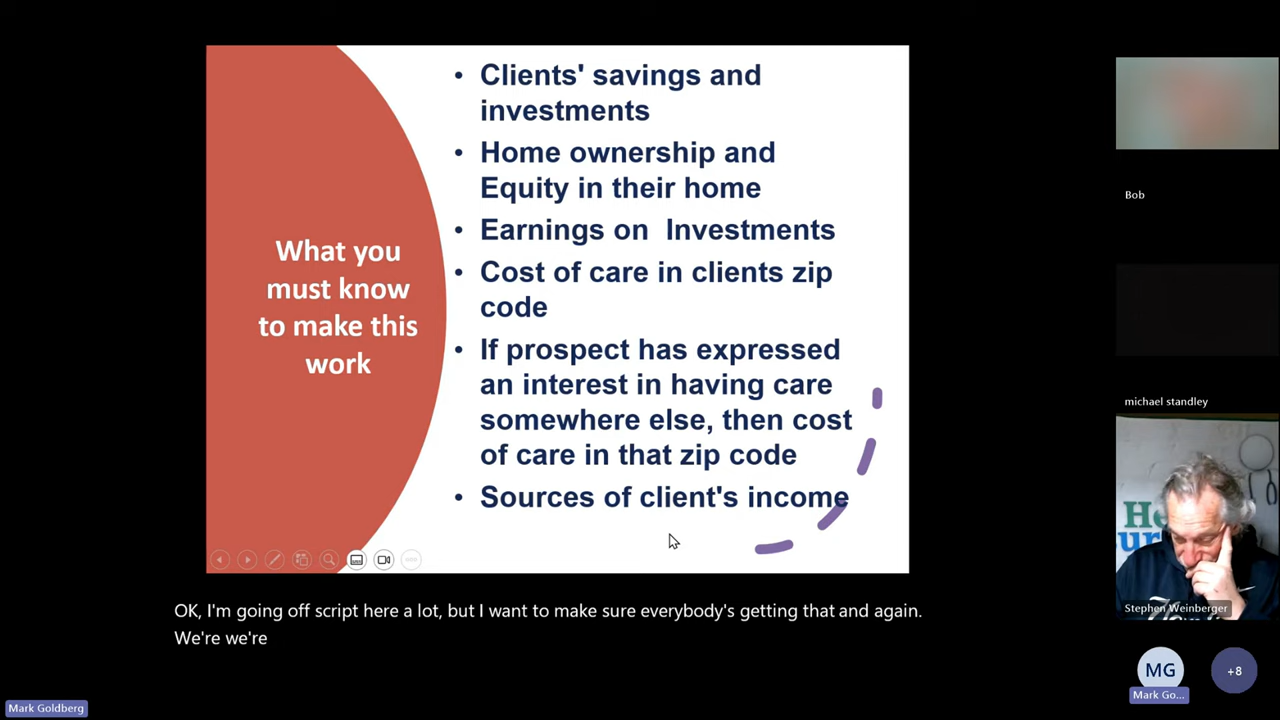 What you
must know
to make this
work
• Clients' savings and
investments
• Home ownership and
Equity in their home
• Earnings on Investments
• Cost of care in clients zip
code
• If prospect has expressed
an interest in having care
somewhere else, then cost
of care in that zip code
• Sources of client's income
OK, I'm going off script here a lot, but I want to make sure everybody's getting that and again.
We're we're
Mark Goldberg
Bob
michael standley
Stephen Weinberger
MG
Mark Go...
+8